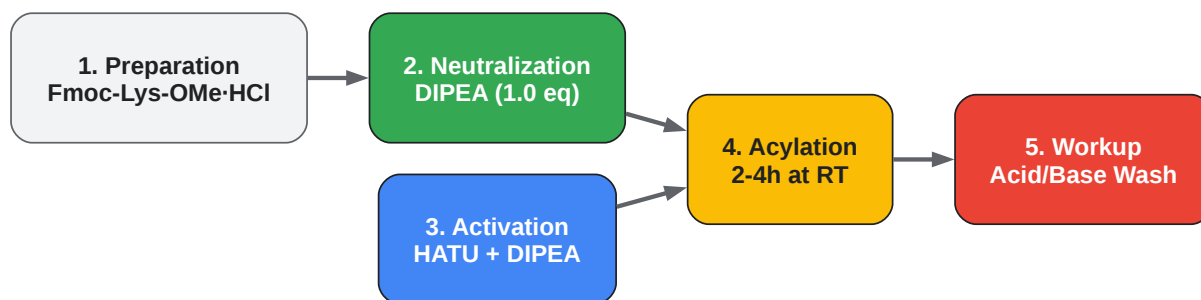 1. Preparation
Fmoc-Lys-OMe·HCl
2. Neutralization
DIPEA (1.0 eq)
3. Activation
HATU + DIPEA
4. Acylation
2-4h at RT
5. Workup
Acid/Base Wash